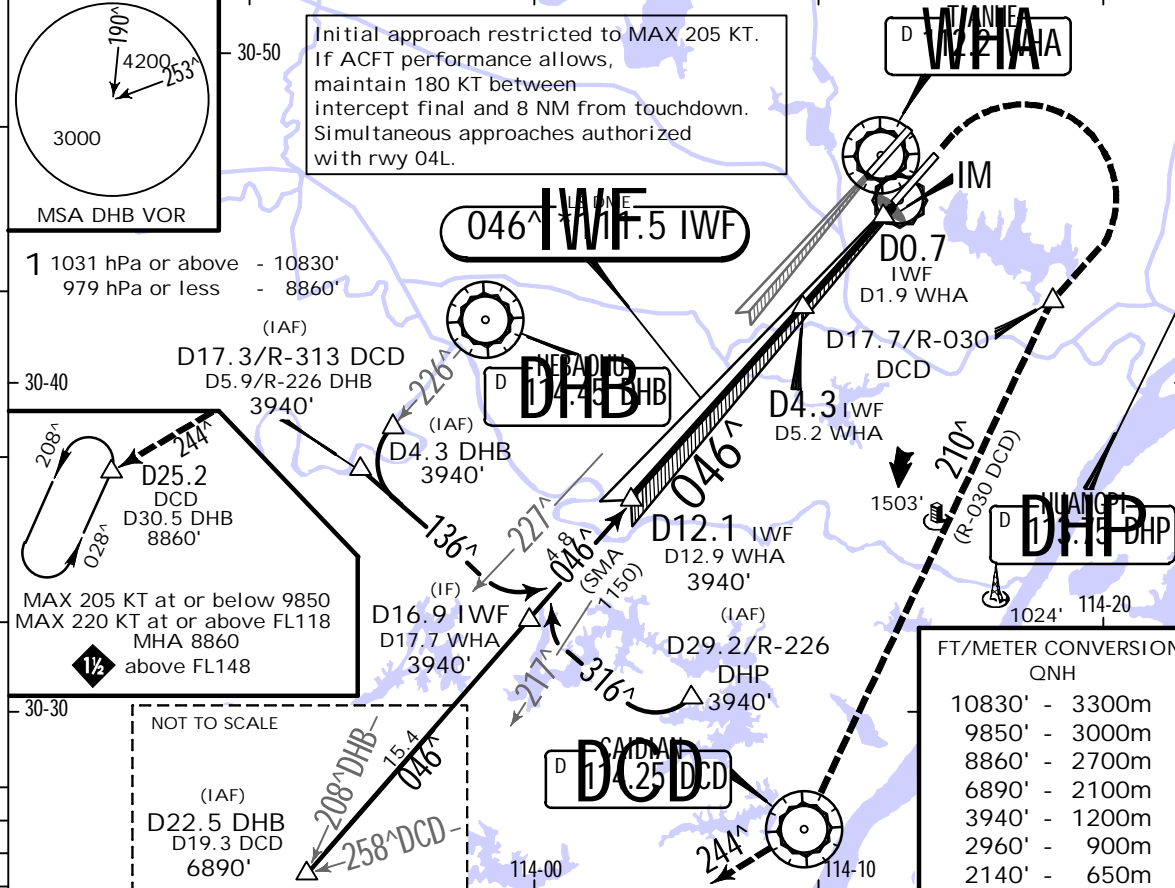 190^
4200
253^
3000
MSA DHB VOR
30-50
Initial approach restricted to MAX 205 KT.
If ACFT performance allows,
maintain 180 KT between
intercept final and 8 NM from touchdown.
Simultaneous approaches authorized
with rwy 04L.
TIANHE
D
WHA
IM
IWF
D0.7
IWF
D1.9 WHA
1 1031 hPa or above - 10830'
979 hPa or less - 8860'
(IAF)
D17.3/R-313 DCD
D5.9/R-226 DHB
3940'
30-40
226^
D
DHB
(IAF)
D4.3 DHB
3940'
D17.7/R-030
DCD
D4.3 IWF
D5.2 WHA
046^
210^
(R-030 DCD)
1503'
D
DHP
1024'
114-20
208^
028^
244^
D25.2
DCD
D30.5 DHB
8860'
MAX 205 KT at or below 9850
MAX 220 KT at or above FL118
MHA 8860
1½ above FL148
136^
227^
4.8
046^
(SMA
1150)
D12.1 IWF
D12.9 WHA
3940'
(IF)
D16.9 IWF
D17.7 WHA
3940'
(IAF)
D29.2/R-226
DHP
3940'
217^
316^
30-30
NOT TO SCALE
208^DHB
15.4
046^
(IAF)
D22.5 DHB
D19.3 DCD
6890'
258^DCD
CAIDIAN
D
DCD
244^
114-00
114-10
FT/METER CONVERSION
QNH
10830' - 3300m
9850' - 3000m
8860' - 2700m
6890' - 2100m
3940' - 1200m
2960' - 900m
2140' - 650m